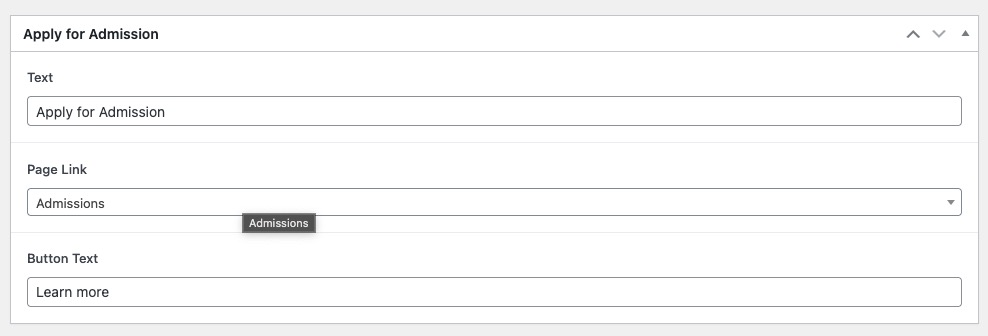 Apply for Admission
Text
Apply for Admission
Page Link
Admissions
Admissions
Button Text
Learn more